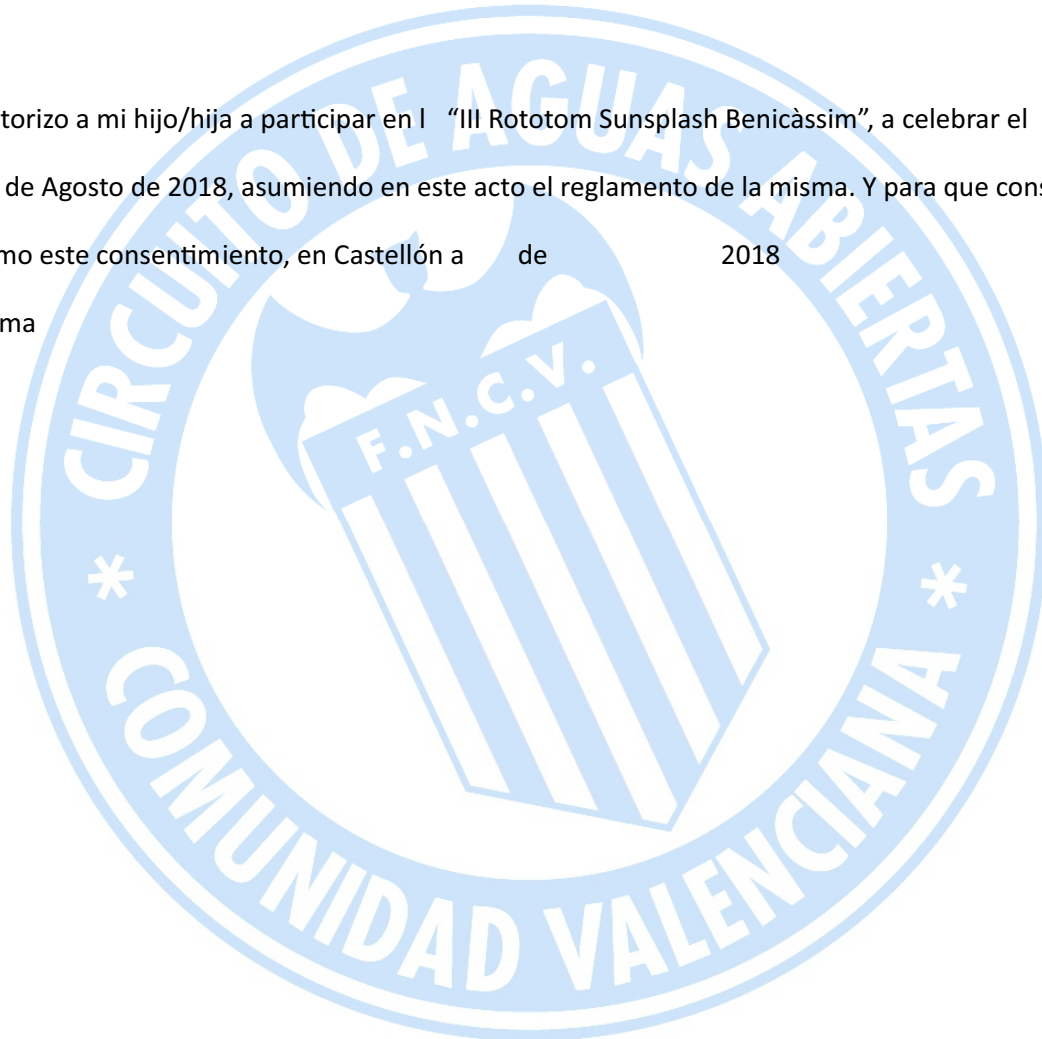 torizo a mi hijo/hija a participar en l “III Rototom Sunsplash Benicàssim”, a celebrar el
de Agosto de 2018, asumiendo en este acto el reglamento de la misma. Y para que cons
mo este consentimiento, en Castellón a de 2018
ma
CIRCUITO DE AGUAS ABIERTAS
F.N.C.V.
* COMUNIDAD VALENCIANA *